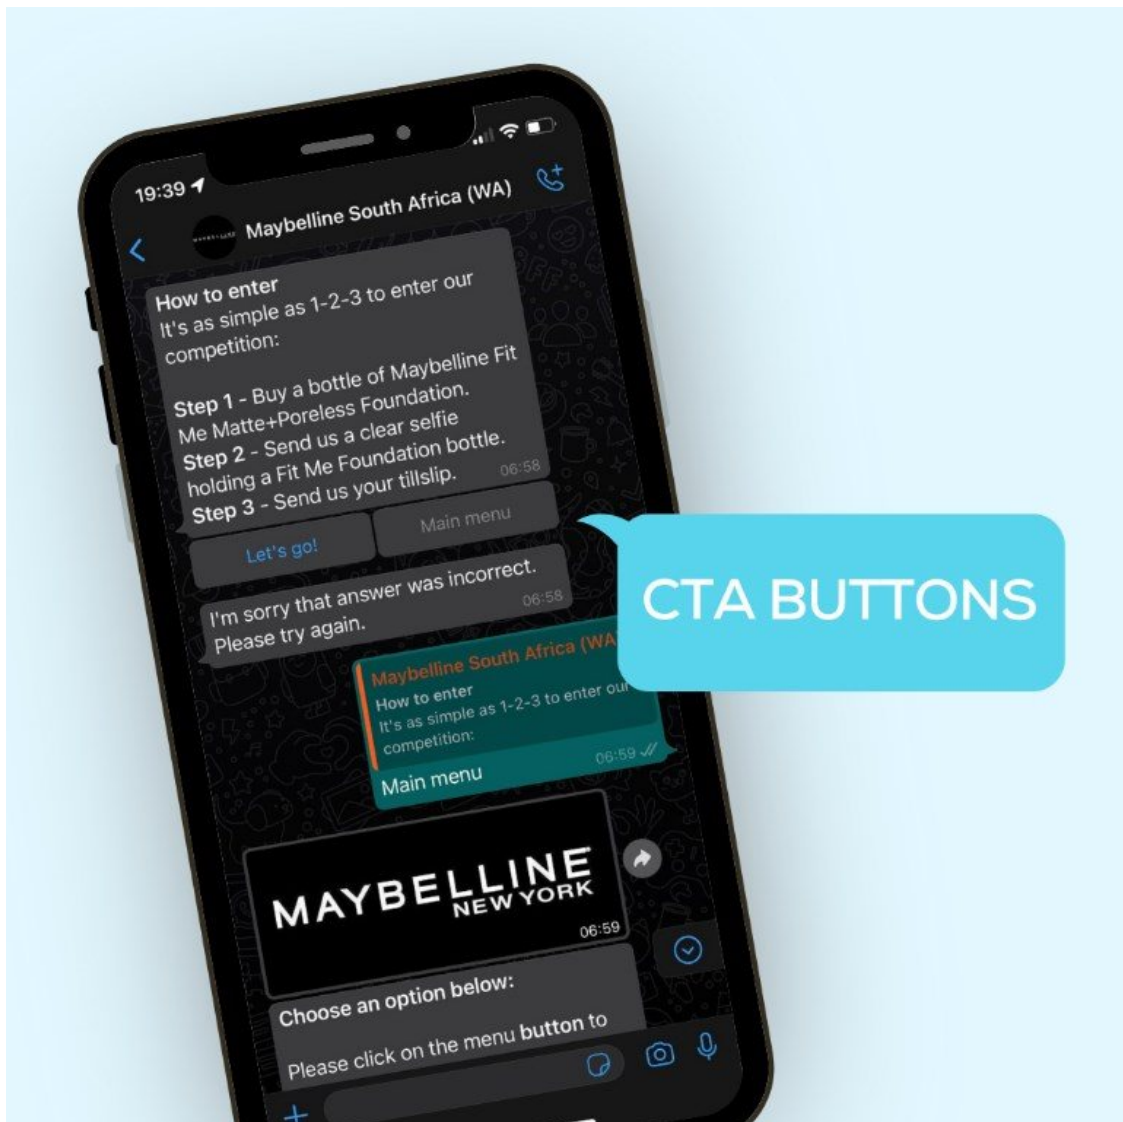 19:39
Maybelline South Africa (WA)
How to enter
It's as simple as 1-2-3 to enter our
competition:
Step 1 - Buy a bottle of Maybelline Fit
Me Matte+Poreless Foundation.
Step 2 - Send us a clear selfie
holding a Fit Me Foundation bottle.
Step 3 - Send us your tillslip.
06:58
Let's go!
Main menu
I'm sorry that answer was incorrect.
Please try again.
06:58
CTA BUTTONS
Maybelline South Africa (WA)
How to enter
It's as simple as 1-2-3 to enter our
competition:
06:59
Main menu
MAYBELLINE
NEW YORK
06:59
Choose an option below:
Please click on the menu button to